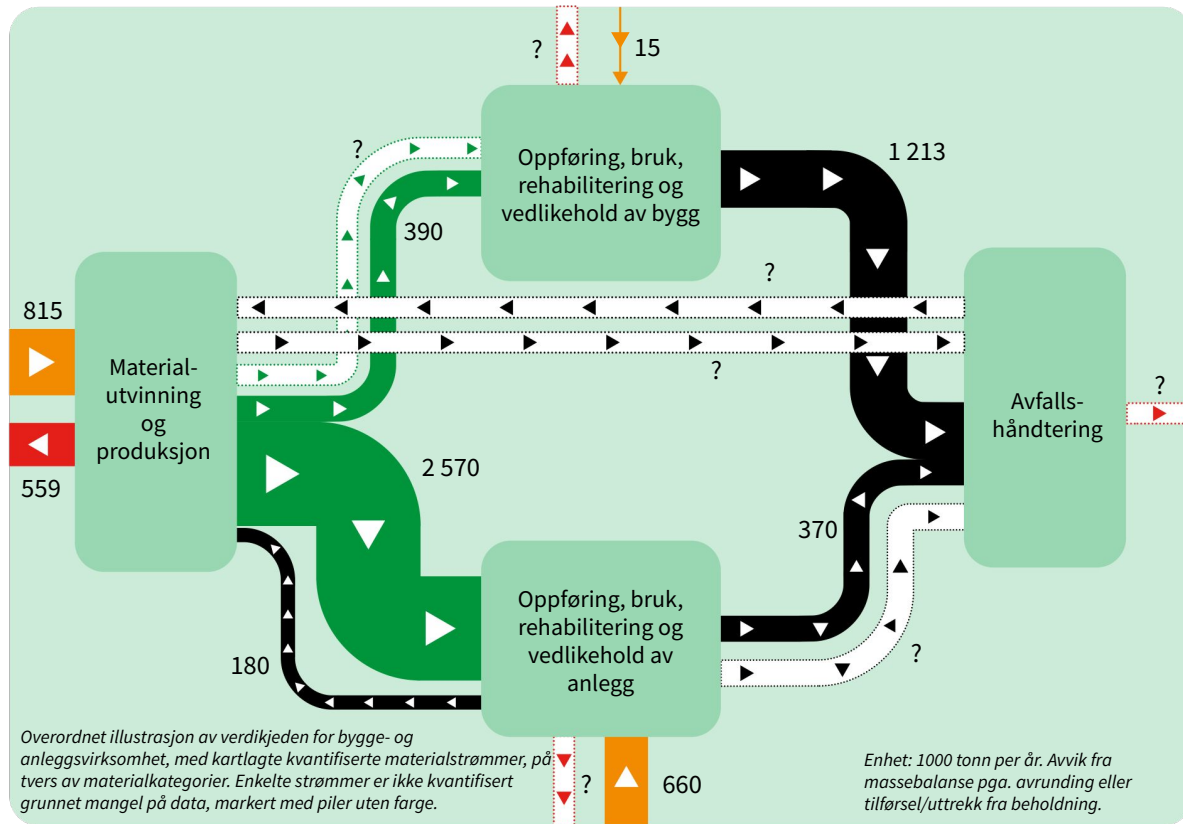 ?
15
Oppføring, bruk,
rehabilitering og
vedlikehold av bygg
1 213
?
390
?
815
Material-
utvinning
og
produksjon
559
?
Avfalls-
håndtering
?
2 570
370
Oppføring, bruk,
rehabilitering og
vedlikehold av
anlegg
?
180
?
660
Overordnet illustrasjon av verdikjeden for bygge- og
anleggsvirksomhet, med kartlagte kvantifiserte materialstrømmer, på
tvers av materialkategorier. Enkelte strømmer er ikke kvantifisert
grunnet mangel på data, markert med piler uten farge.
Enhet: 1000 tonn per år. Avvik fra
massebalanse pga. avrunding eller
tilførsel/uttrekk fra beholdning.